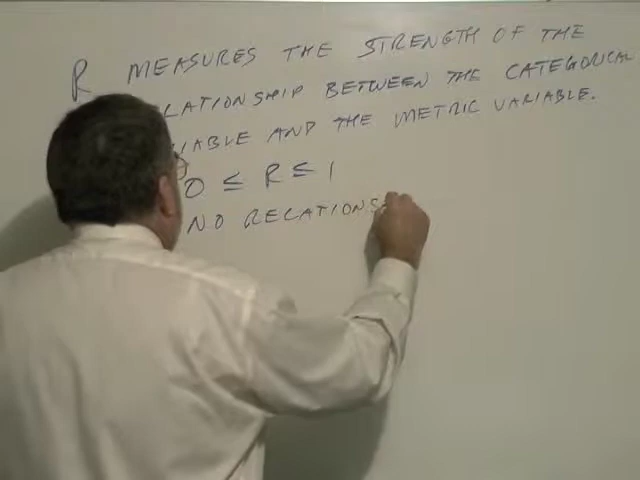 R MEASURES THE STRENGTH OF THE
LATIONSHIP BETWEEN THE CATEGORICAL
IABLE AND THE METRIC VARIABLE.
0 ≤ R ≤ 1
NO RELATIONS